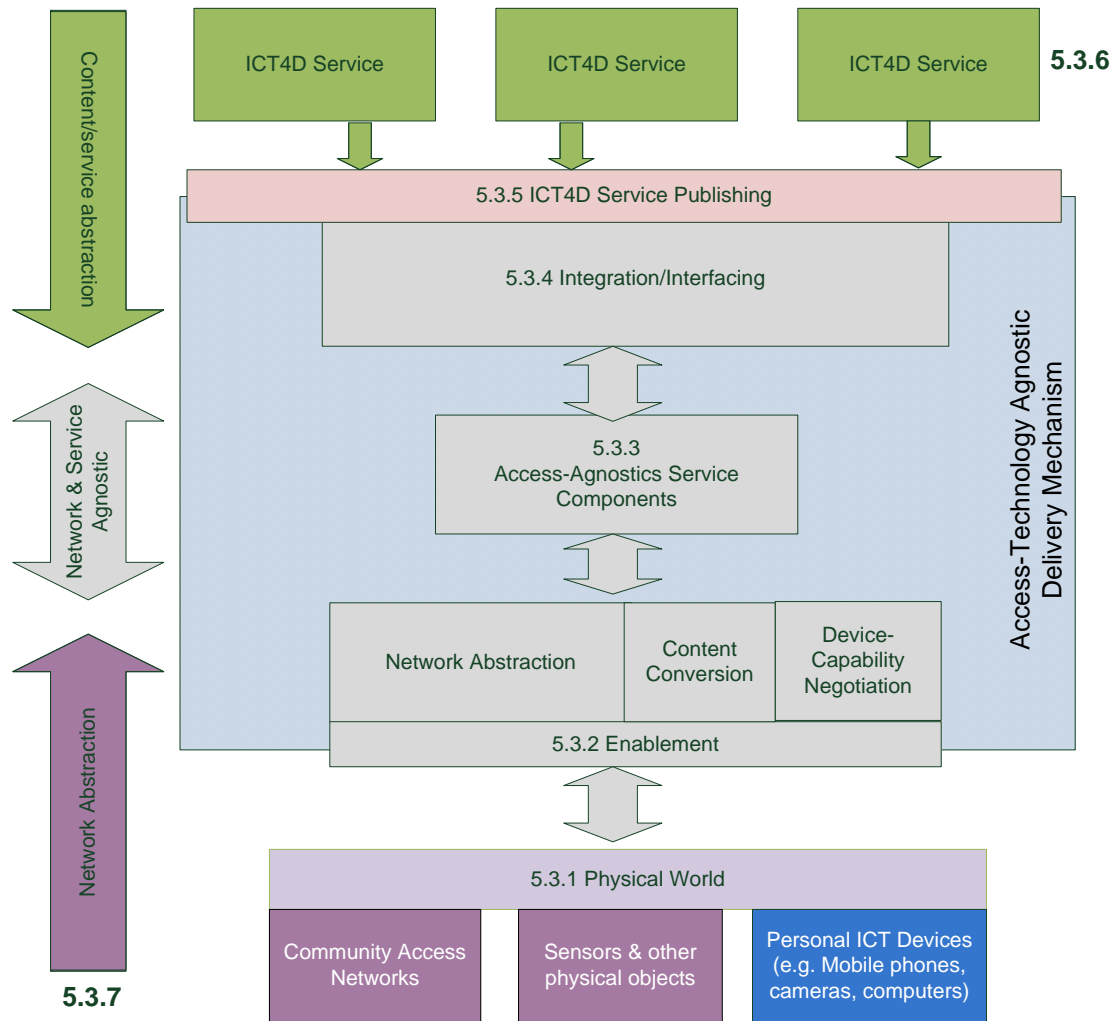 ICT4D Service
ICT4D Service
ICT4D Service
5.3.6
Content/service abstraction
5.3.5 ICT4D Service Publishing
5.3.4 Integration/Interfacing
Access-Technology Agnostic
Delivery Mechanism
Network & Service
Agnostic
5.3.3
Access-Agnostics Service
Components
Network Abstraction
Content
Conversion
Device-
Capability
Negotiation
5.3.2 Enablement
Network Abstraction
5.3.1 Physical World
Community Access
Networks
Sensors & other
physical objects
Personal ICT Devices
(e.g. Mobile phones,
cameras, computers)
5.3.7